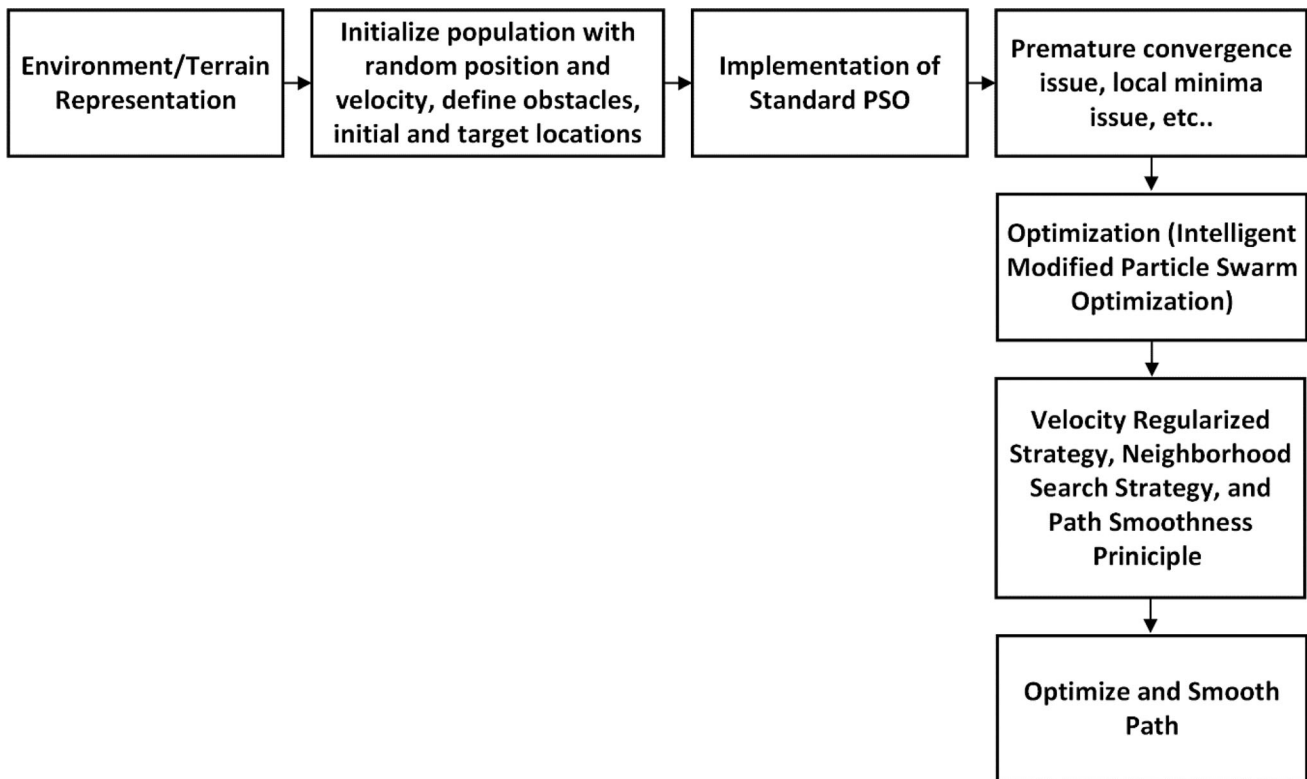 Environment/Terrain
Representation
Initialize population with
random position and
velocity, define obstacles,
initial and target locations
Implementation of
Standard PSO
Premature convergence
issue, local minima
issue, etc..
Optimization (Intelligent
Modified Particle Swarm
Optimization)
Velocity Regularized
Strategy, Neighborhood
Search Strategy, and
Path Smoothness
Priniciple
Optimize and Smooth
Path